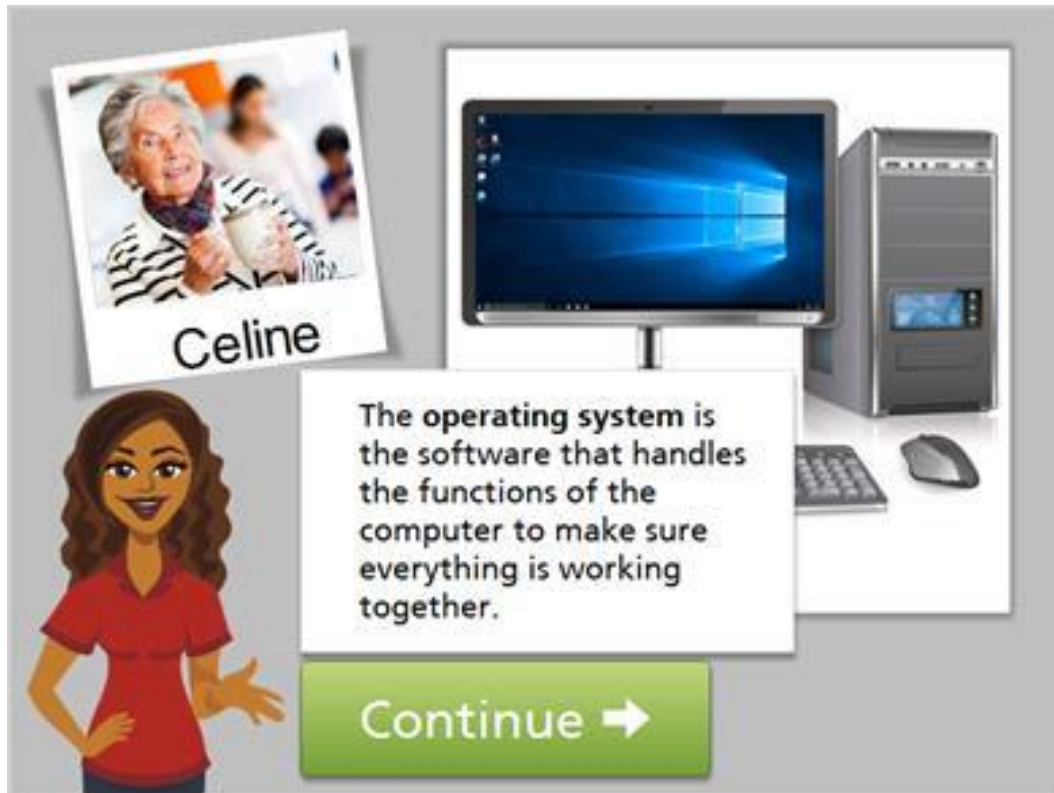 Celine
The operating system is
the software that handles
the functions of the
computer to make sure
everything is working
together.
Continue